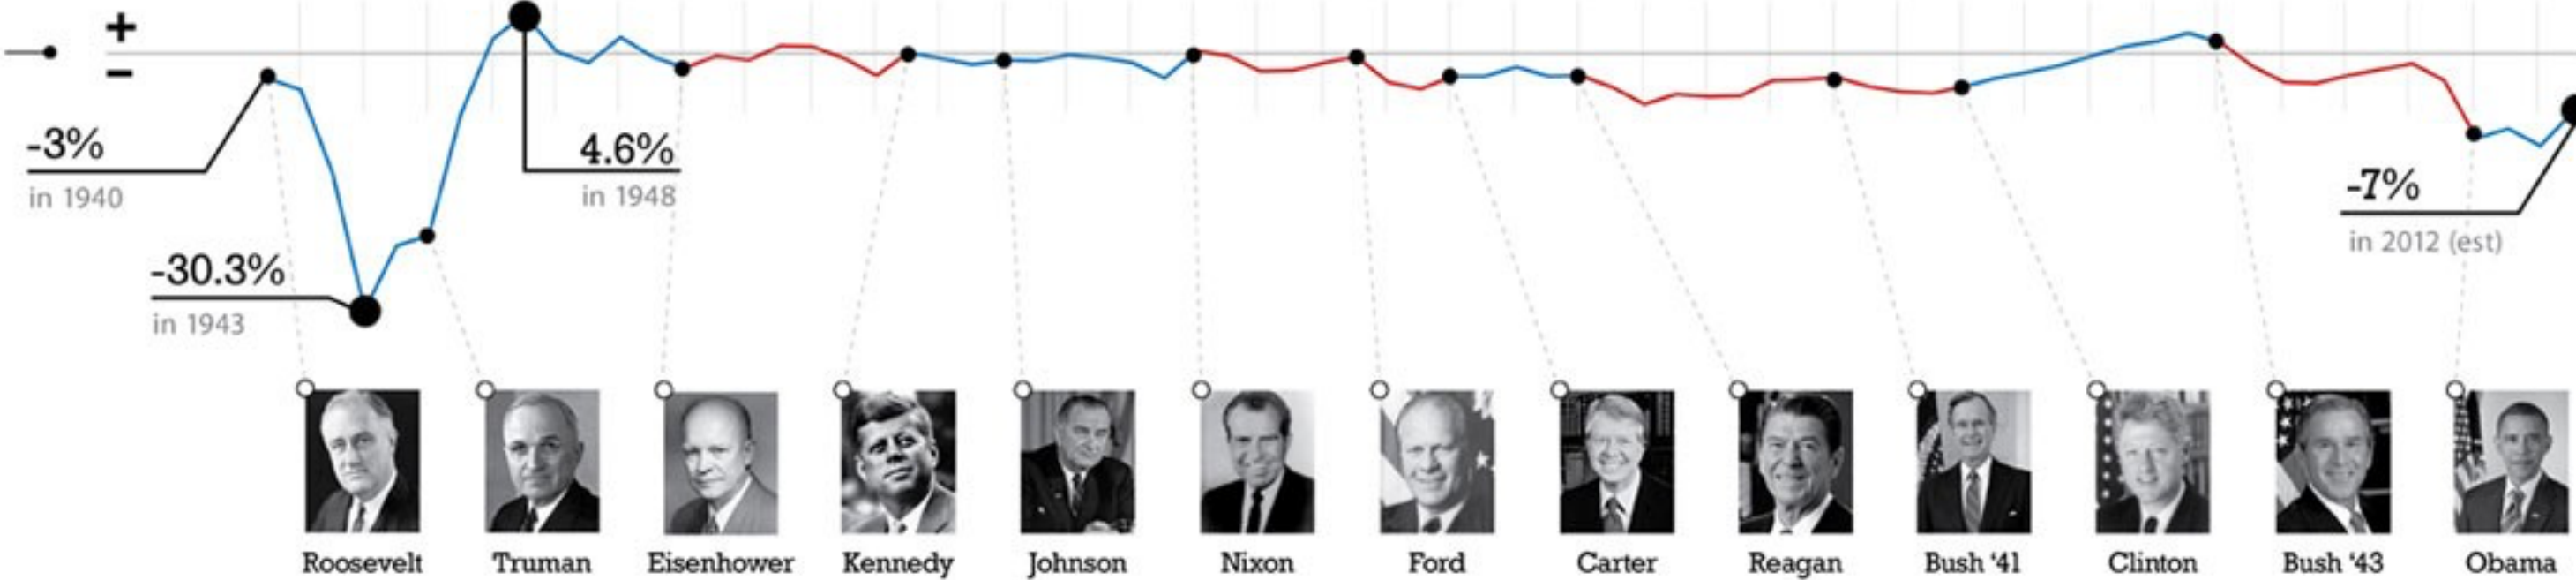 +
−
-3%
in 1940
-30.3%
in 1943
4.6%
in 1948
-7%
in 2012 (est)
Roosevelt
Truman
Eisenhower
Kennedy
Johnson
Nixon
Ford
Carter
Reagan
Bush ‘41
Clinton
Bush ‘43
Obama